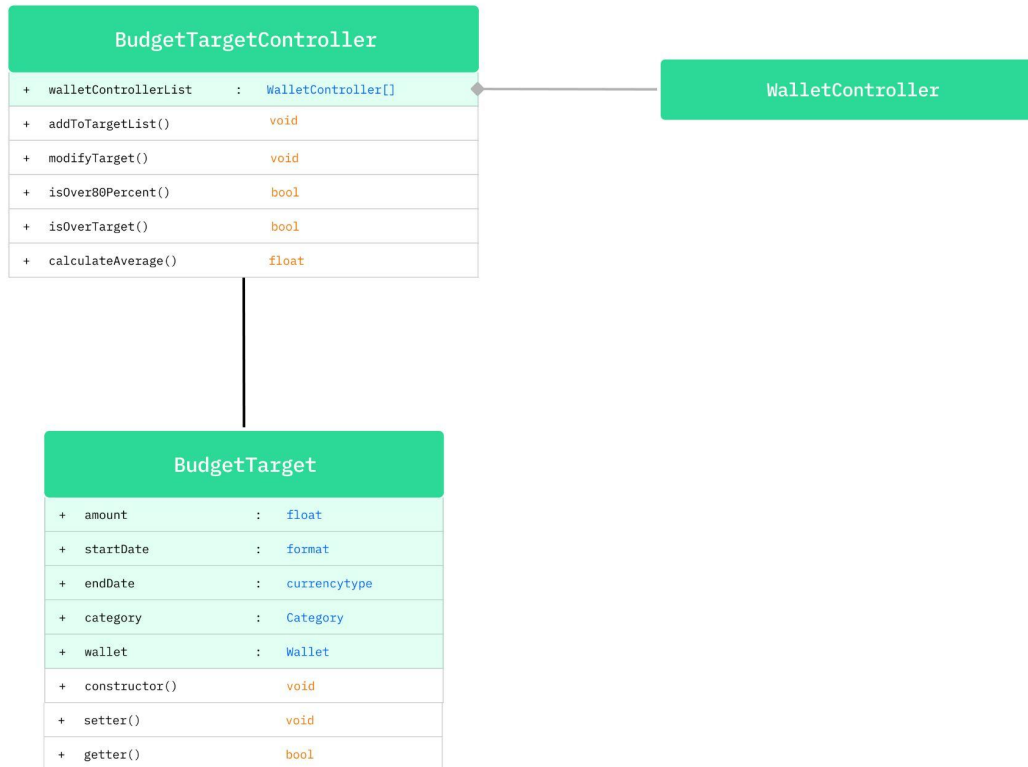 BudgetTargetController
+ walletControllerList : WalletController[]
+ addToTargetList() void
+ modifyTarget() void
+ isOver80Percent() bool
+ isOverTarget() bool
+ calculateAverage() float
WalletController
BudgetTarget
+ amount : float
+ startDate : format
+ endDate : currencytype
+ category : Category
+ wallet : Wallet
+ constructor() void
+ setter() void
+ getter() bool